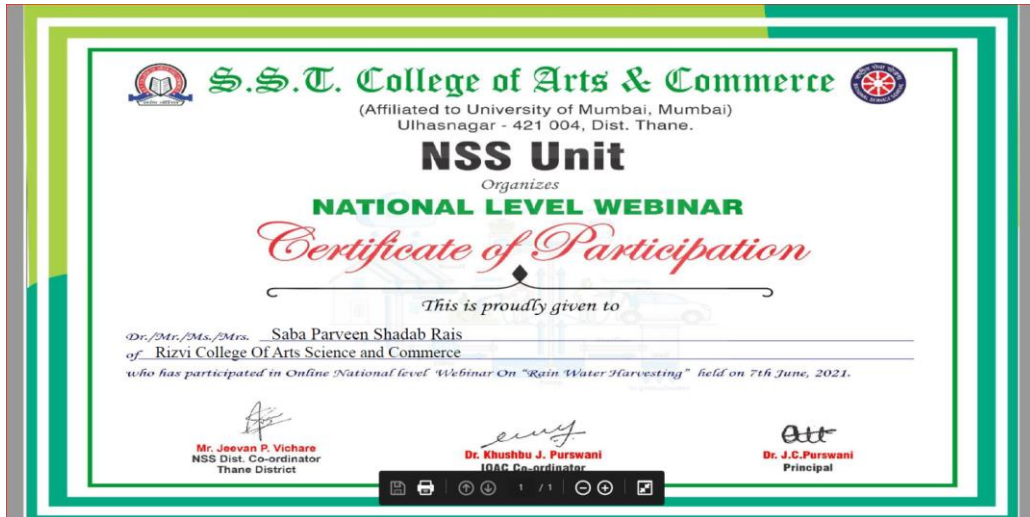 S.S.T. College of Arts & Commerce
(Affiliated to University of Mumbai, Mumbai)
Ulhasnagar - 421 004, Dist. Thane.
NSS Unit
Organizes
NATIONAL LEVEL WEBINAR
Certificate of Participation
This is proudly given to
Dr./Mr./Ms./Mrs. Saba Parveen Shadab Rais
of Rizvi College Of Arts Science and Commerce
who has participated in Online National level Webinar On "Rain Water Harvesting" held on 7th June, 2021.
Mr. Jeevan P. Vichare
NSS Dist. Co-ordinator
Thane District
Dr. Khushbu J. Purswani
IQAC Co-ordinator
Dr. J.C.Purswani
Principal
1 / 1